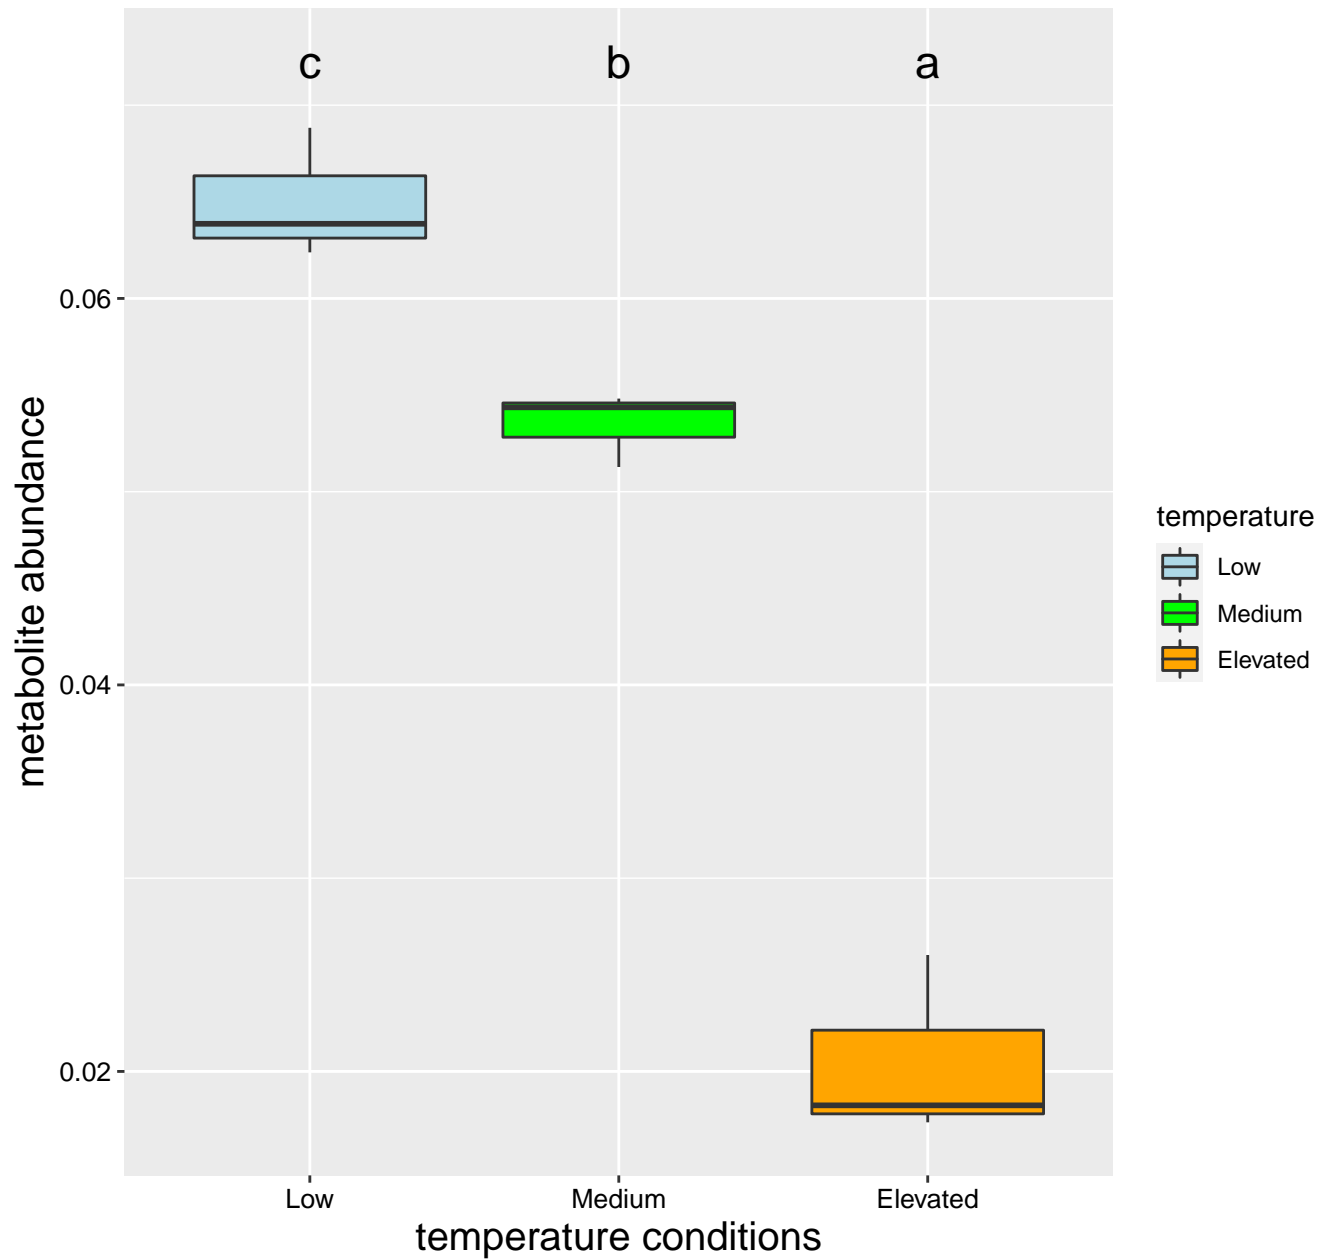 c b a
0.06
0.04
0.02
metabolite abundance
Low Medium Elevated
temperature conditions
temperature
Low
Medium
Elevated